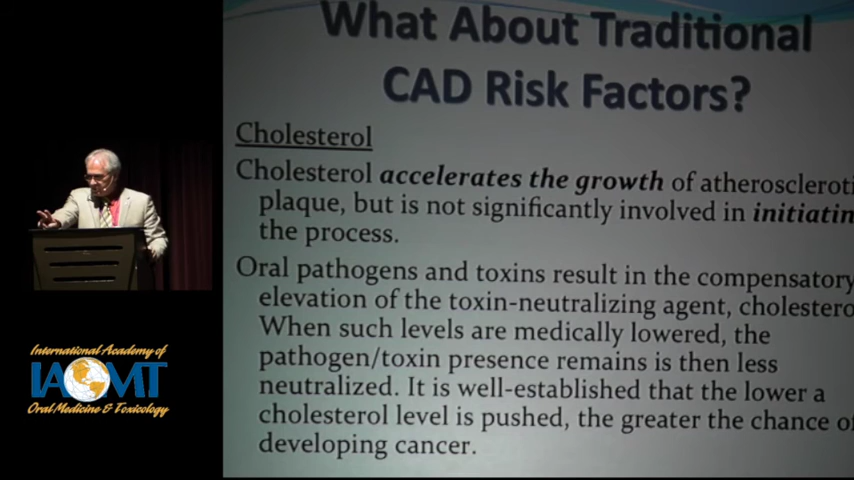 What About Traditional
CAD Risk Factors?
Cholesterol
Cholesterol accelerates the growth of atheroscleroti
plaque, but is not significantly involved in initiatin
the process.
Oral pathogens and toxins result in the compensatory
elevation of the toxin-neutralizing agent, cholestero
When such levels are medically lowered, the
pathogen/toxin presence remains is then less
neutralized. It is well-established that the lower a
cholesterol level is pushed, the greater the chance of
developing cancer.
International Academy of
IAOMT
Oral Medicine & Toxicology